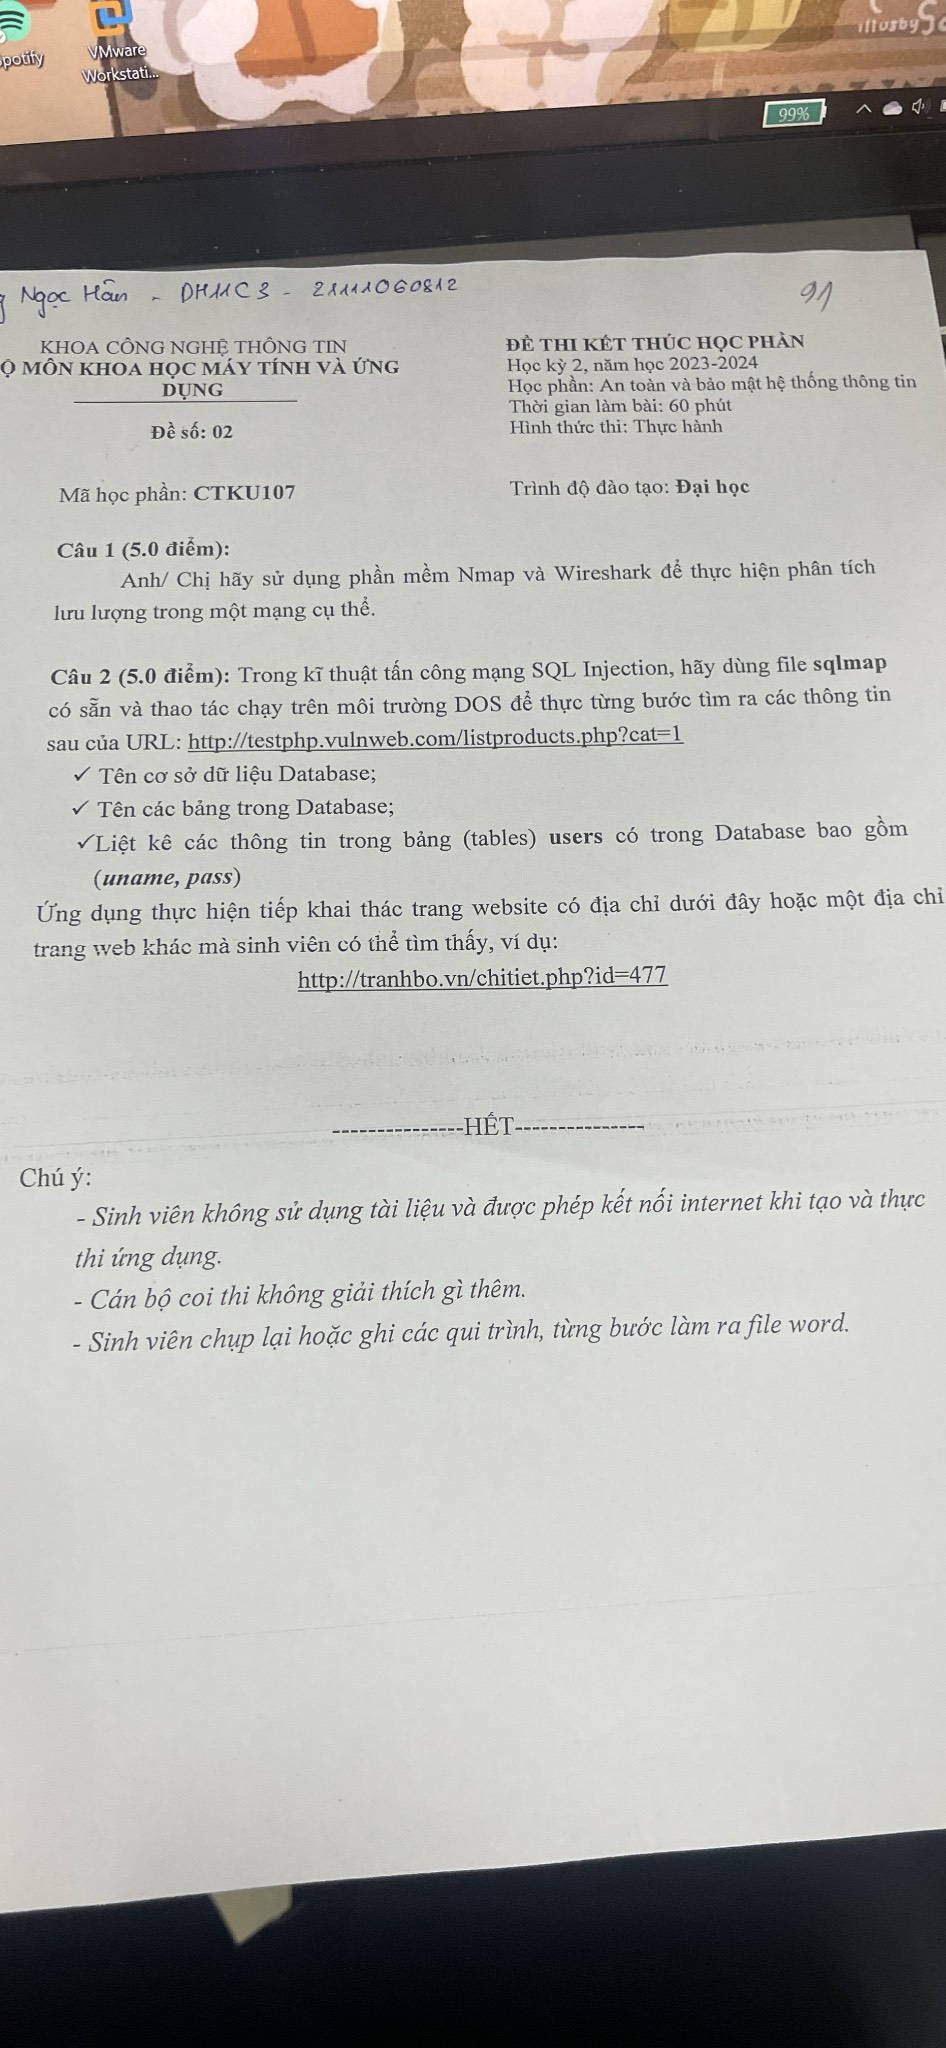 potify
VMware
Workstati...
illusby
99%
Ngọc Hân - DH11C3 - 21111060812
91
KHOA CÔNG NGHỆ THÔNG TIN
Ộ MÔN KHOA HỌC MÁY TÍNH VÀ ỨNG
DỤNG
Đề số: 02
ĐỀ THI KẾT THÚC HỌC PHẦN
Học kỳ 2, năm học 2023-2024
Học phần: An toàn và bảo mật hệ thống thông tin
Thời gian làm bài: 60 phút
Hình thức thi: Thực hành
Mã học phần: CTKU107
Trình độ đào tạo: Đại học
Câu 1 (5.0 điểm):
Anh/ Chị hãy sử dụng phần mềm Nmap và Wireshark để thực hiện phân tích
lưu lượng trong một mạng cụ thể.
Câu 2 (5.0 điểm): Trong kĩ thuật tấn công mạng SQL Injection, hãy dùng file sqlmap
có sẵn và thao tác chạy trên môi trường DOS để thực từng bước tìm ra các thông tin
sau của URL: http://testphp.vulnweb.com/listproducts.php?cat=1
✓ Tên cơ sở dữ liệu Database;
✓ Tên các bảng trong Database;
✓Liệt kê các thông tin trong bảng (tables) users có trong Database bao gồm
(uname, pass)
Ứng dụng thực hiện tiếp khai thác trang website có địa chỉ dưới đây hoặc một địa chỉ
trang web khác mà sinh viên có thể tìm thấy, ví dụ:
http://tranhbo.vn/chitiet.php?id=477
---------------HẾT---------------
Chú ý:
- Sinh viên không sử dụng tài liệu và được phép kết nối internet khi tạo và thực
thi ứng dụng.
- Cán bộ coi thi không giải thích gì thêm.
- Sinh viên chụp lại hoặc ghi các qui trình, từng bước làm ra file word.